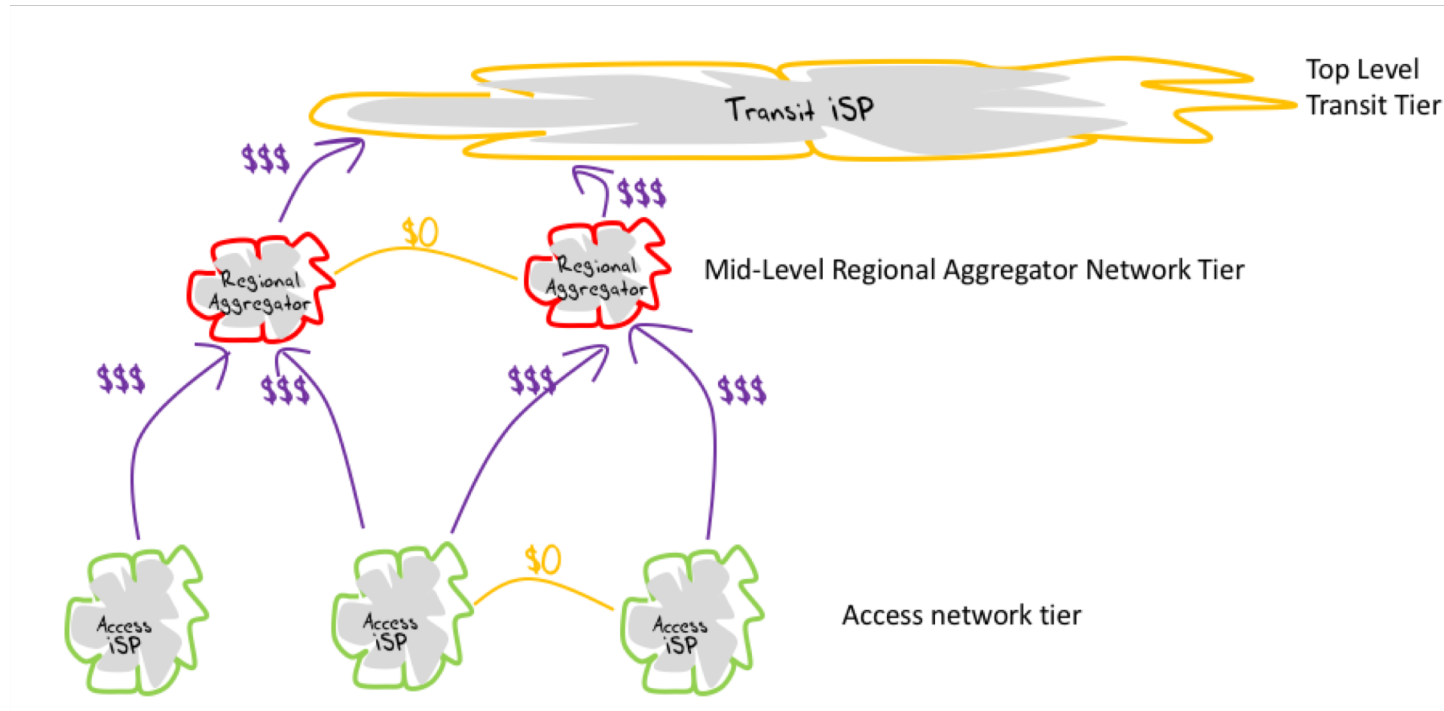 Top Level
Transit Tier
Transit iSP
$$$
$$$
$0
Regional
Aggregator
Regional
Aggregator
Mid-Level Regional Aggregator Network Tier
$$$
$$$
$$$
$$$
$0
Access
iSP
Access
iSP
Access
iSP
Access network tier